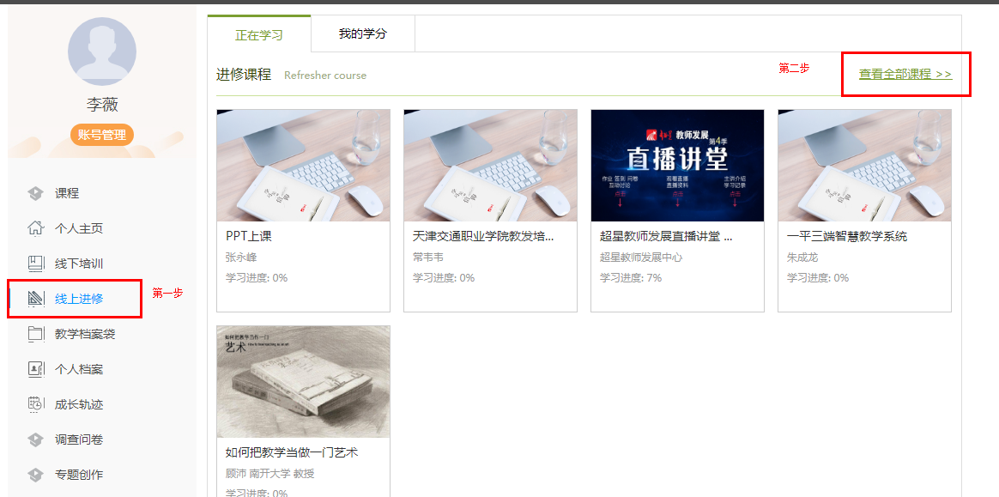 李薇
账号管理
课程
个人主页
线下培训
线上进修
第一步
教学档案袋
个人档案
成长轨迹
调查问卷
专题创作
正在学习
我的学分
进修课程 Refresher course
第二步
查看全部课程 >>
PPT上课
张永峰
学习进度: 0%
天津交通职业学院教发培...
常韦韦
学习进度: 0%
教师发展
第4季
直播讲堂
作业 签到 问卷
互动讨论
点击
观看直播
直播资料
点击
主讲介绍
学习记录
点击
超星教师发展直播讲堂 ...
超星教师发展中心
学习进度: 7%
一平三端智慧教学系统
朱成龙
学习进度: 0%
如何把教学当作一门
艺术
如何把教学当做一门艺术
顾沛 南开大学 教授
学习进度: 0%